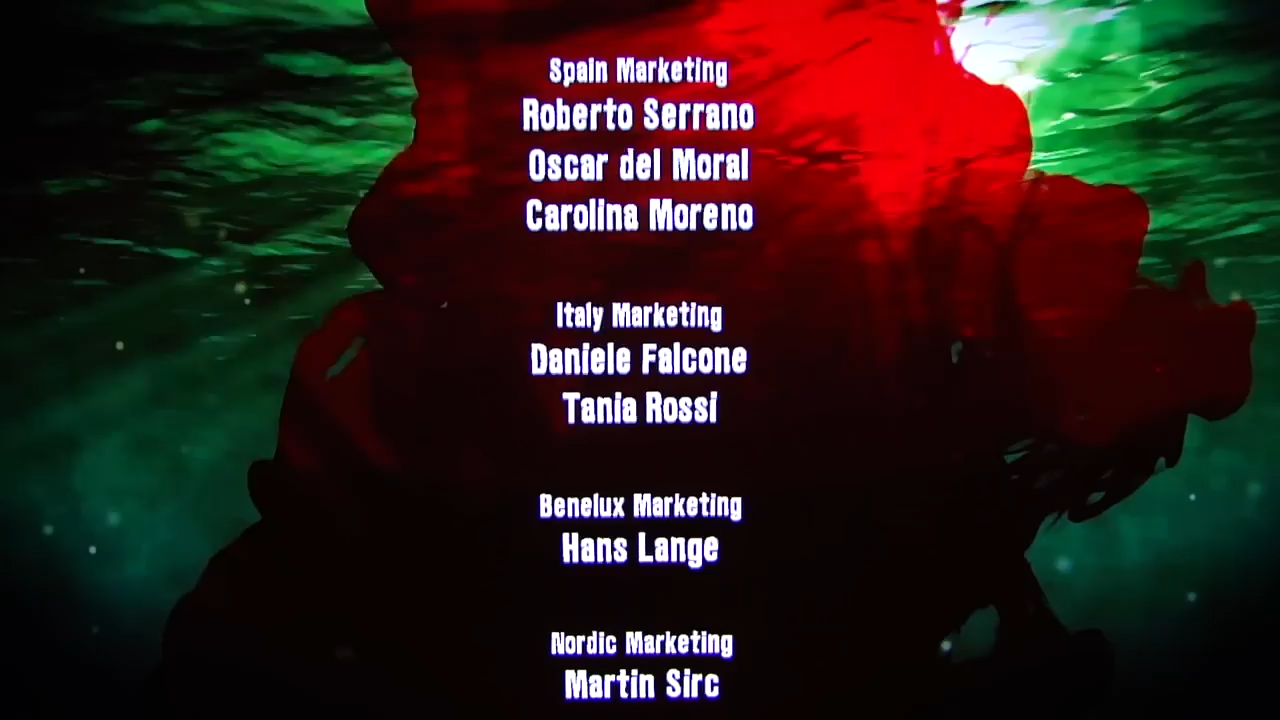 Spain Marketing
Roberto Serrano
Oscar del Moral
Carolina Moreno
Italy Marketing
Daniele Falcone
Tania Rossi
Benelux Marketing
Hans Lange
Nordic Marketing
Martin Sirc